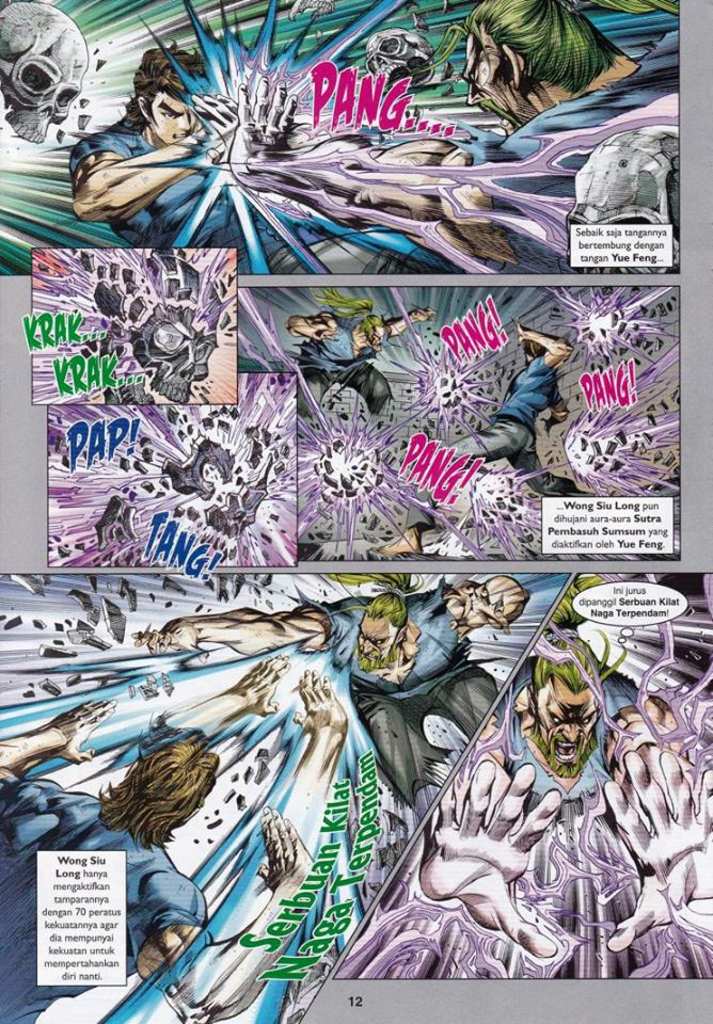 PANG....
Sebaik saja tangannya
bertembung dengan
tangan Yue Feng...
KRAK...
KRAK...
PANG!
PANG!
PANG!
PAP!
TANG!
...Wong Siu Long pun
dihujani aura-aura Sutra
Pembasuh Sumsum yang
diaktifkan oleh Yue Feng.
Ini jurus
dipanggil Serbuan Kilat
Naga Terpendam!
Wong Siu
Long hanya
mengaktifkan
tamparannya
dengan 70 peratus
kekuatannya agar
dia mempunyai
kekuatan untuk
mempertahankan
diri nanti.
Serbuan Kilat
Naga Terpendam
12